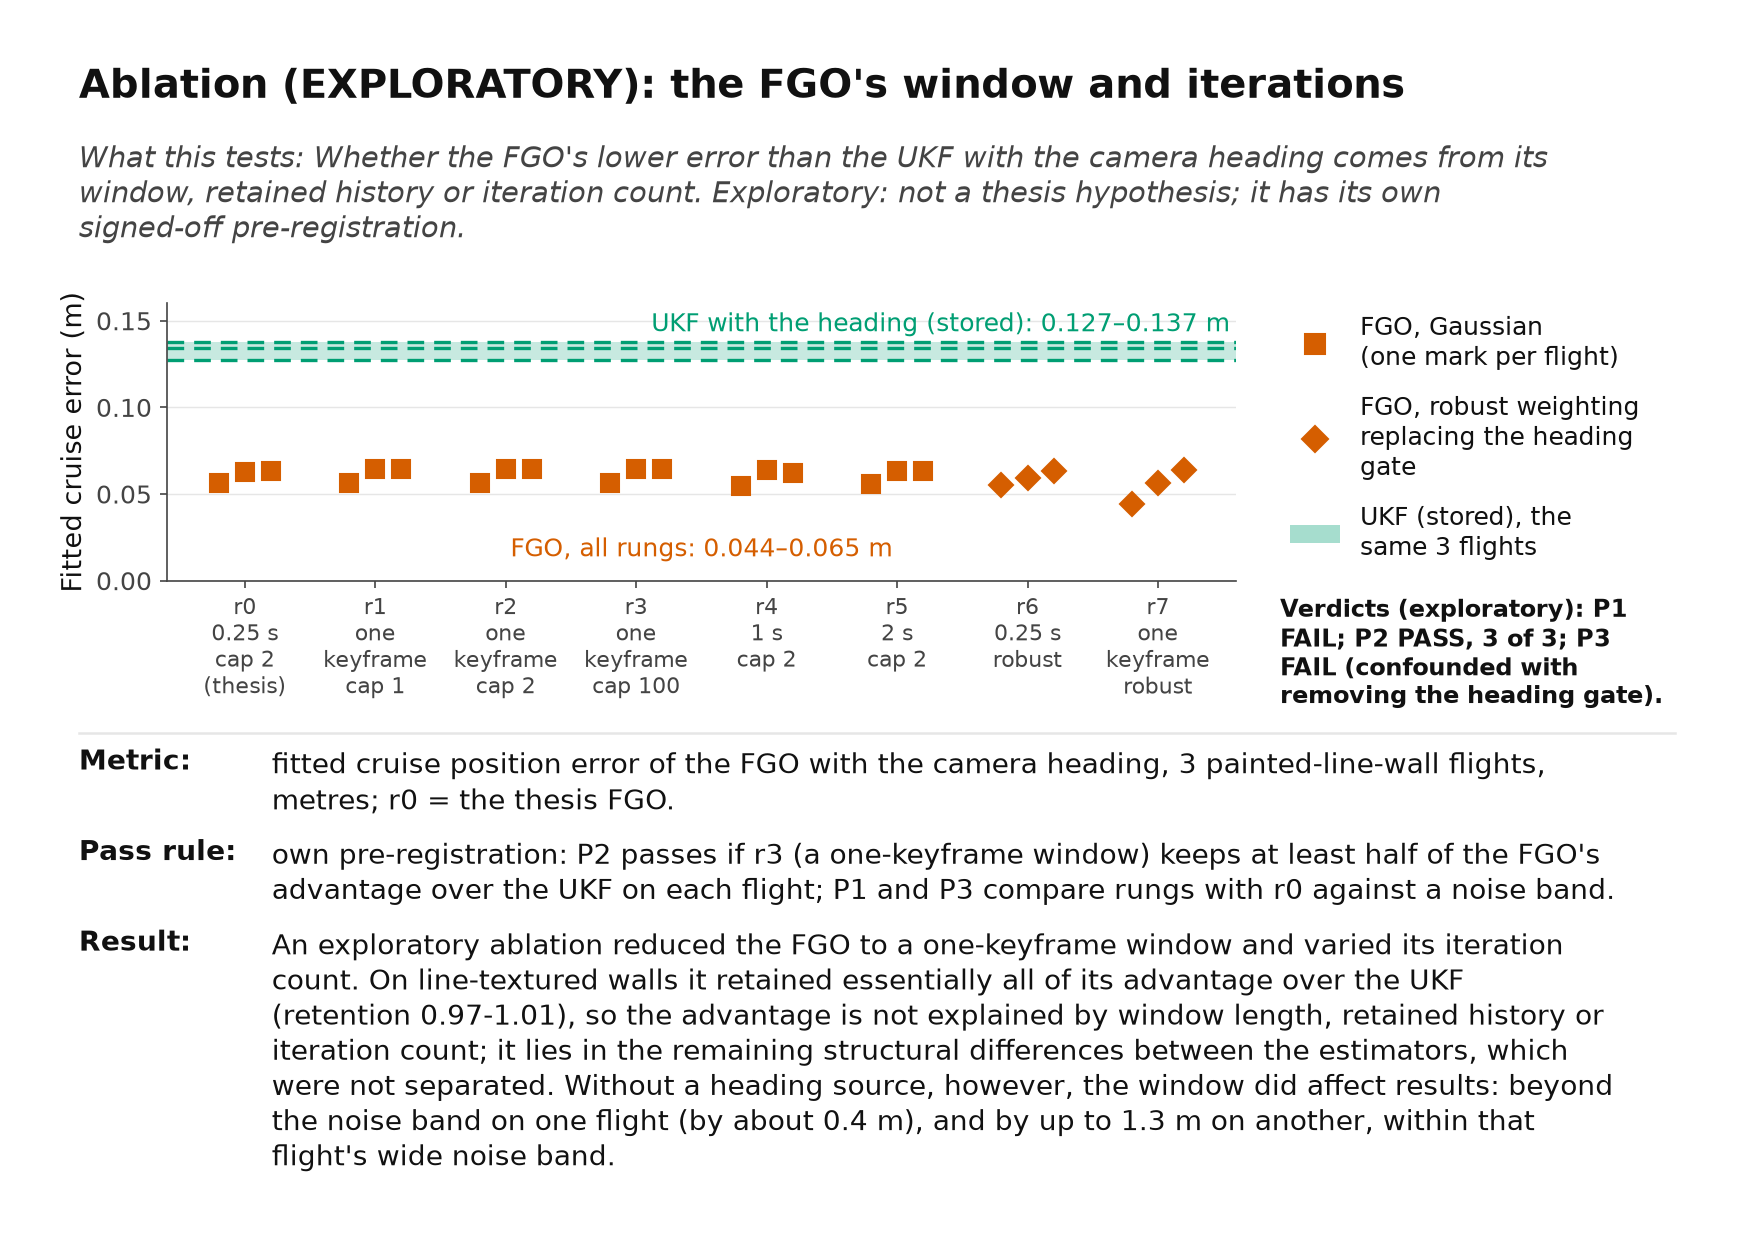 Ablation (EXPLORATORY): the FGO's window and iterations
What this tests: Whether the FGO's lower error than the UKF with the camera heading comes from its
window, retained history or iteration count. Exploratory: not a thesis hypothesis; it has its own
signed-off pre-registration.
Fitted cruise error (m)
0.15
0.10
0.05
0.00
UKF with the heading (stored): 0.127–0.137 m
FGO, all rungs: 0.044–0.065 m
r0
0.25 s
cap 2
(thesis)
r1
one
keyframe
cap 1
r2
one
keyframe
cap 2
r3
one
keyframe
cap 100
r4
1 s
cap 2
r5
2 s
cap 2
r6
0.25 s
robust
r7
one
keyframe
robust
FGO, Gaussian
(one mark per flight)
FGO, robust weighting
replacing the heading
gate
UKF (stored), the
same 3 flights
Verdicts (exploratory): P1
FAIL; P2 PASS, 3 of 3; P3
FAIL (confounded with
removing the heading gate).
Metric:
fitted cruise position error of the FGO with the camera heading, 3 painted-line-wall flights,
metres; r0 = the thesis FGO.
Pass rule:
own pre-registration: P2 passes if r3 (a one-keyframe window) keeps at least half of the FGO's
advantage over the UKF on each flight; P1 and P3 compare rungs with r0 against a noise band.
Result:
An exploratory ablation reduced the FGO to a one-keyframe window and varied its iteration
count. On line-textured walls it retained essentially all of its advantage over the UKF
(retention 0.97-1.01), so the advantage is not explained by window length, retained history or
iteration count; it lies in the remaining structural differences between the estimators, which
were not separated. Without a heading source, however, the window did affect results: beyond
the noise band on one flight (by about 0.4 m), and by up to 1.3 m on another, within that
flight's wide noise band.